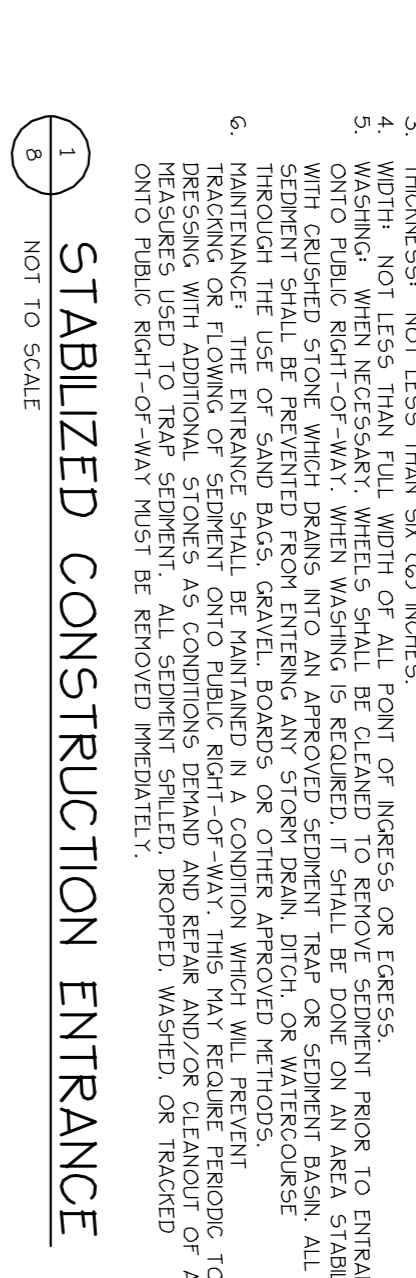 3. THICKNESS: NOT LESS THAN SIX (6) INCHES.
4. WIDTH: NOT LESS THAN FULL WIDTH OF ALL POINT OF INGRESS OR EGRESS.
5. WASHING: WHEN NECESSARY, WHEELS SHALL BE CLEANED TO REMOVE SEDIMENT PRIOR TO
ONTO PUBLIC RIGHT-OF-WAY. WHEN WASHING IS REQUIRED, IT SHALL BE DONE ON AN AREA
WITH CRUSHED STONE WHICH DRAINS INTO AN APPROVED SEDIMENT TRAP OR SEDIMENT BASIN. ALL
SEDIMENT SHALL BE PREVENTED FROM ENTERING ANY STORM DRAIN, DITCH, OR WATERCOURSE
THROUGH THE USE OF SAND BAGS, GRAVEL, BOARDS OR OTHER APPROVED METHODS.
6. MAINTENANCE: THE ENTRANCE SHALL BE MAINTAINED IN A CONDITION WHICH WILL PREVENT
TRACKING OR FLOWING OF SEDIMENT ONTO PUBLIC RIGHT-OF-WAY. THIS MAY REQUIRE PERIODIC
DRESSING WITH ADDITIONAL STONES AS CONDITIONS DEMAND AND REPAIR AND/OR CLEANOUT OF
MEASURES USED TO TRAP SEDIMENT. ALL SEDIMENT SPILLED, DROPPED, WASHED, OR TRACKED
ONTO PUBLIC RIGHT-OF-WAY MUST BE REMOVED IMMEDIATELY.
1 STABILIZED CONSTRUCTION ENTRANCE
8 NOT TO SCALE